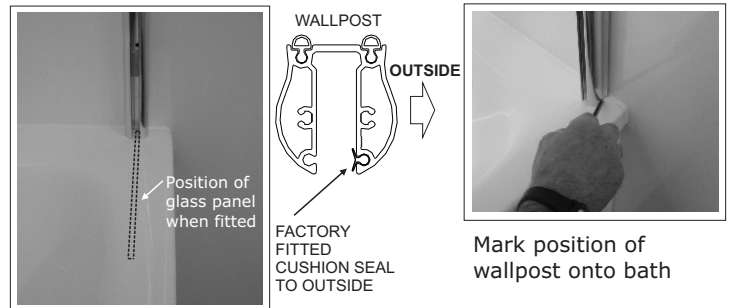 Position of
glass panel
when fitted
WALLPOST
OUTSIDE
FACTORY
FITTED
CUSHION SEAL
TO OUTSIDE
Mark position of
wallpost onto bath